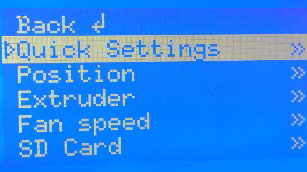 Back ↲
▷Quick Settings »
Position »
Extruder »
Fan speed »
SD Card »